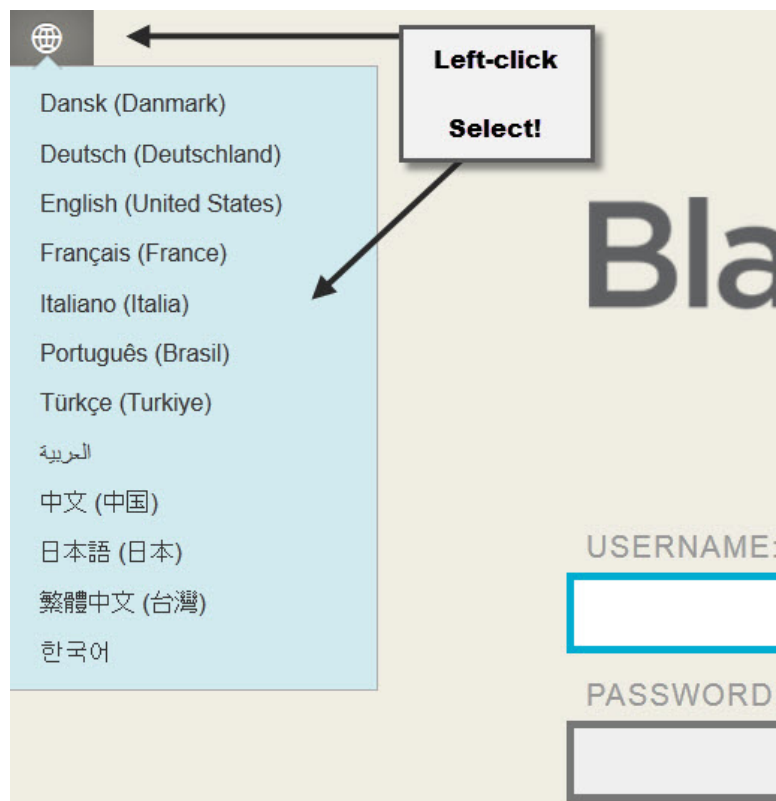 Left-click
Select!
Dansk (Danmark)
Deutsch (Deutschland)
English (United States)
Français (France)
Italiano (Italia)
Português (Brasil)
Türkçe (Turkiye)
العربية
中文 (中国)
日本語 (日本)
繁體中文 (台灣)
한국어
Bla
USERNAME:
PASSWORD